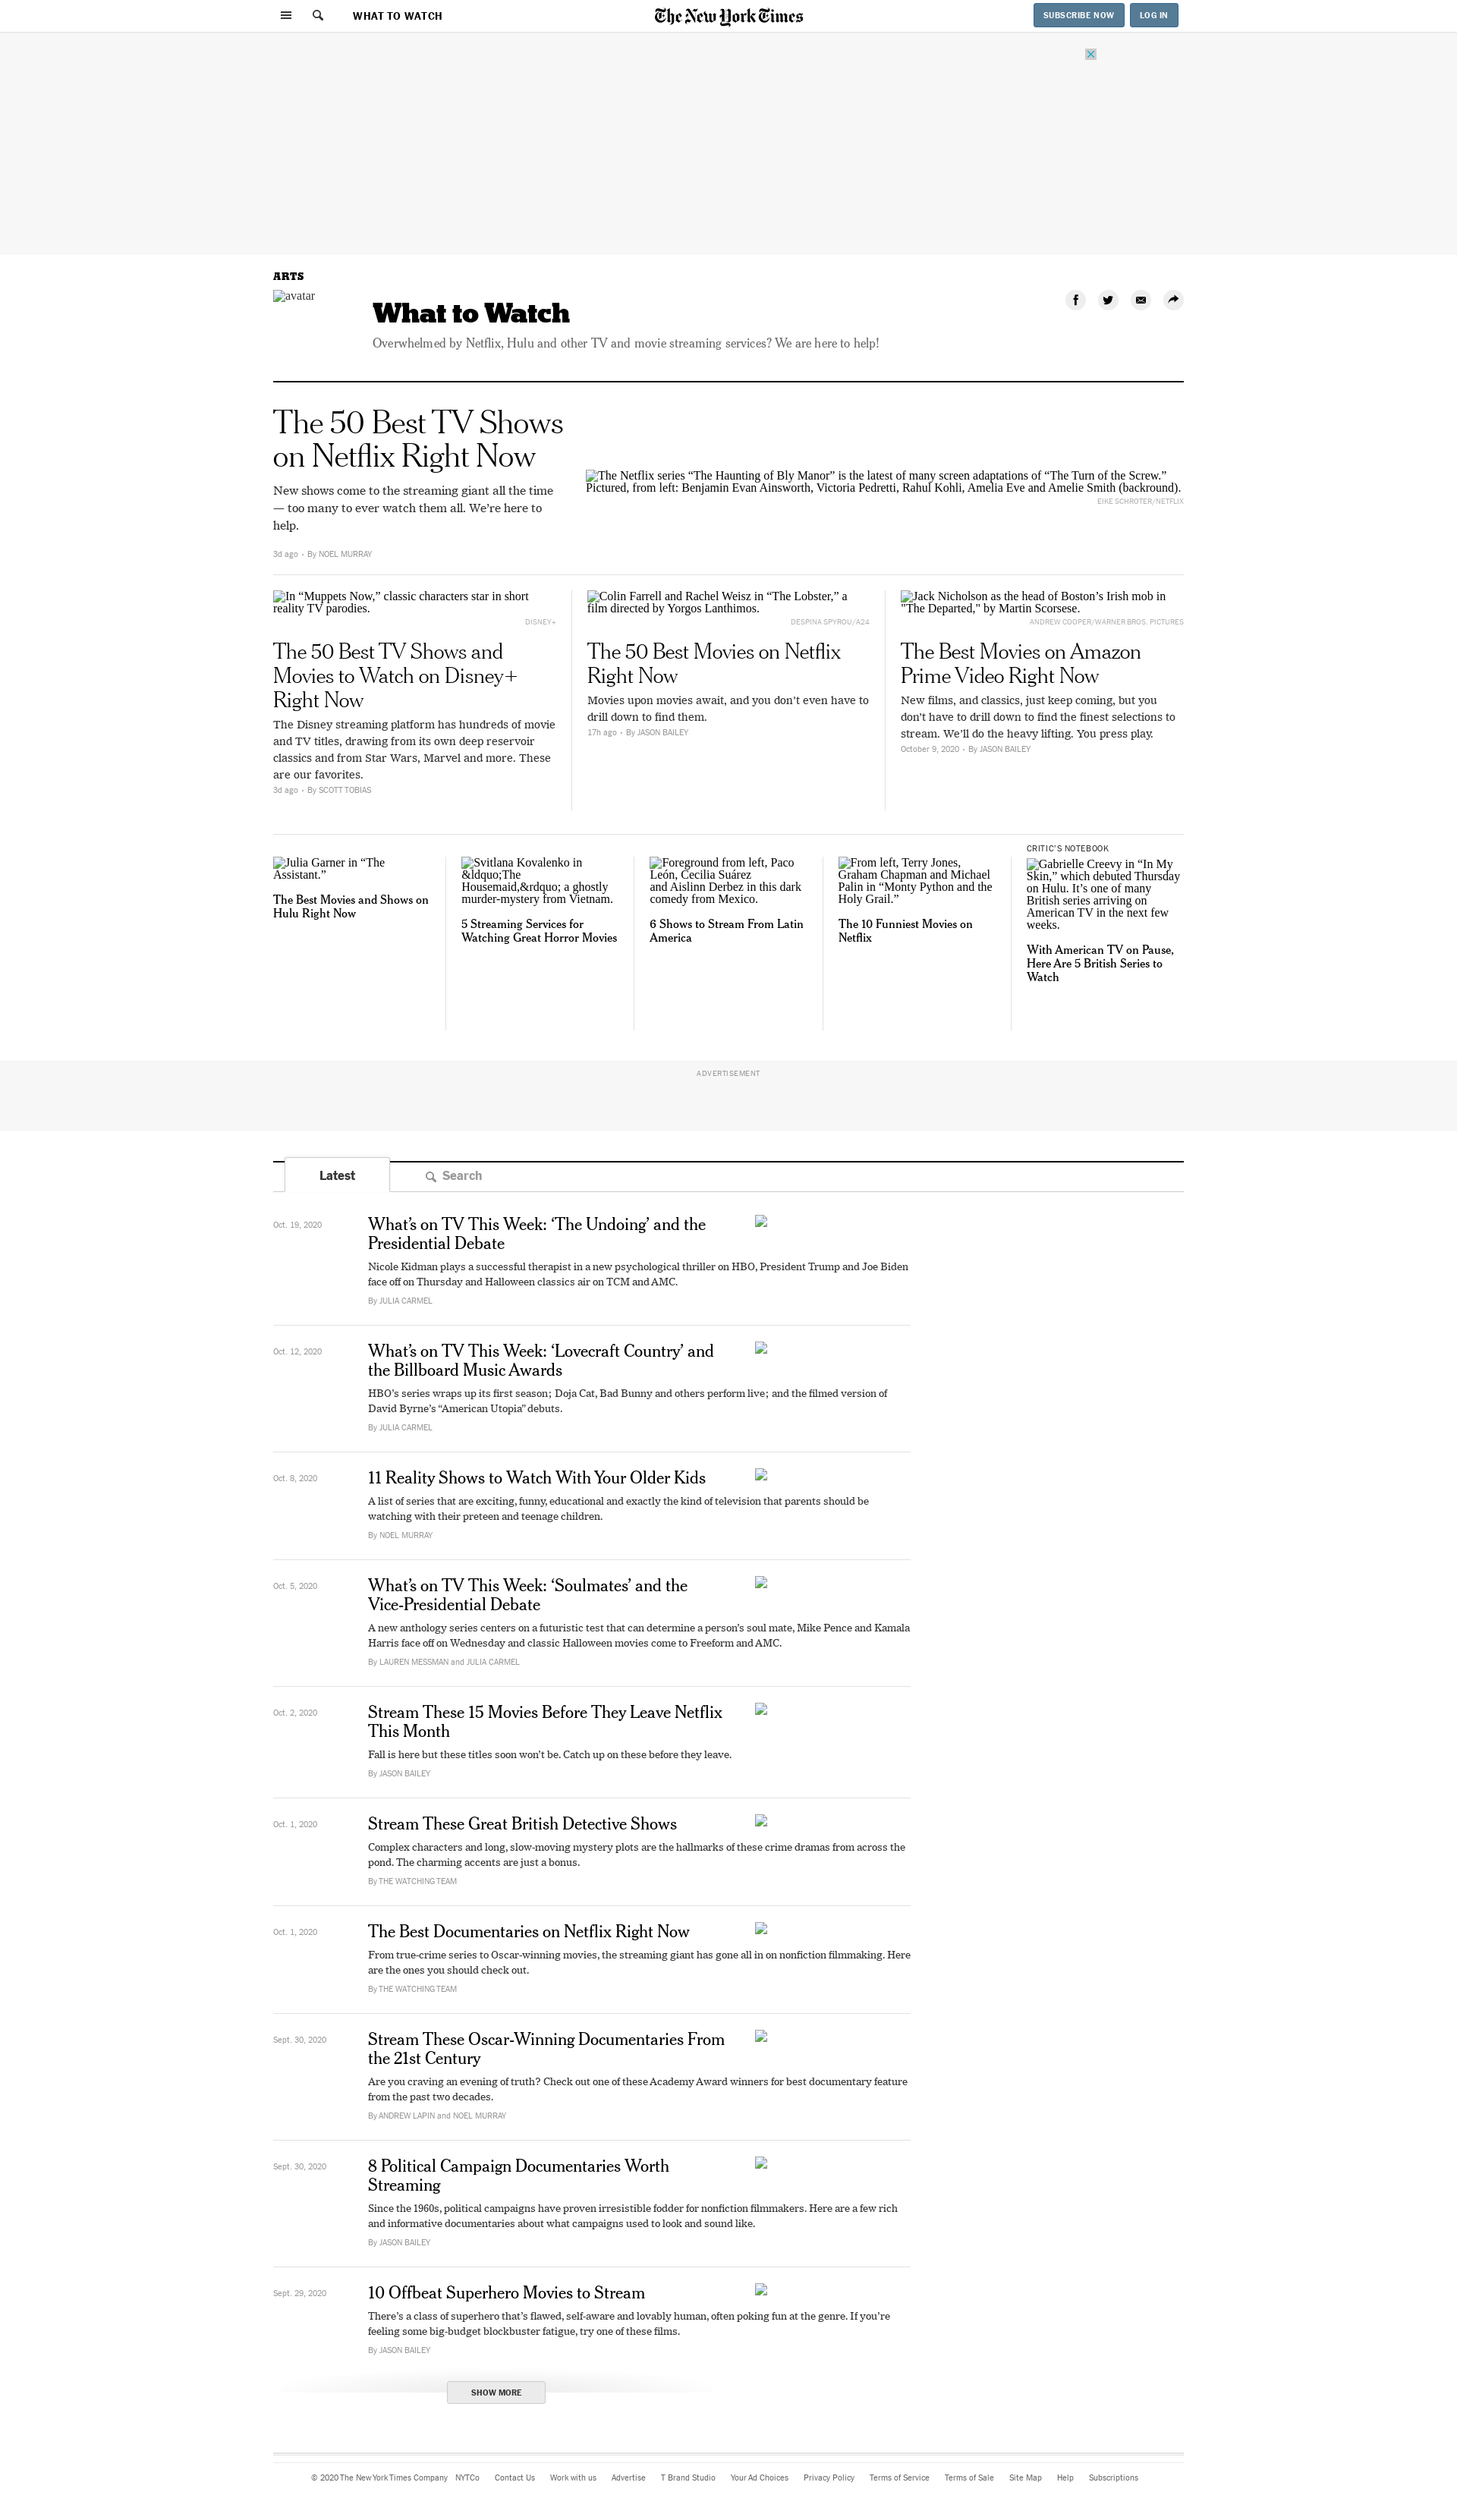 WHAT TO WATCH
The New York Times
SUBSCRIBE NOW
LOG IN
ARTS
avatar
What to Watch
Overwhelmed by Netflix, Hulu and other TV and movie streaming services? We are here to help!
The 50 Best TV Shows
on Netflix Right Now
New shows come to the streaming giant all the time
— too many to ever watch them all. We’re here to
help.
3d ago • By NOEL MURRAY
The Netflix series “The Haunting of Bly Manor” is the latest of many screen adaptations of “The Turn of the Screw.”
Pictured, from left: Benjamin Evan Ainsworth, Victoria Pedretti, Rahul Kohli, Amelia Eve and Amelie Smith (backround).
EIKE SCHROTER/NETFLIX
In “Muppets Now,” classic characters star in short
reality TV parodies.
DISNEY+
The 50 Best TV Shows and
Movies to Watch on Disney+
Right Now
The Disney streaming platform has hundreds of movie
and TV titles, drawing from its own deep reservoir
classics and from Star Wars, Marvel and more. These
are our favorites.
3d ago • By SCOTT TOBIAS
Colin Farrell and Rachel Weisz in “The Lobster,” a
film directed by Yorgos Lanthimos.
DESPINA SPYROU/A24
The 50 Best Movies on Netflix
Right Now
Movies upon movies await, and you don’t even have to
drill down to find them.
17h ago • By JASON BAILEY
Jack Nicholson as the head of Boston’s Irish mob in
"The Departed," by Martin Scorsese.
ANDREW COOPER/WARNER BROS. PICTURES
The Best Movies on Amazon
Prime Video Right Now
New films, and classics, just keep coming, but you
don’t have to drill down to find the finest selections to
stream. We’ll do the heavy lifting. You press play.
October 9, 2020 • By JASON BAILEY
Julia Garner in “The
Assistant.”
The Best Movies and Shows on
Hulu Right Now
Svitlana Kovalenko in
&ldquo;The
Housemaid,&rdquo; a ghostly
murder-mystery from Vietnam.
5 Streaming Services for
Watching Great Horror Movies
Foreground from left, Paco
León, Cecilia Suárez
and Aislinn Derbez in this dark
comedy from Mexico.
6 Shows to Stream From Latin
America
From left, Terry Jones,
Graham Chapman and Michael
Palin in “Monty Python and the
Holy Grail.”
The 10 Funniest Movies on
Netflix
CRITIC’S NOTEBOOK
Gabrielle Creevy in “In My
Skin,” which debuted Thursday
on Hulu. It’s one of many
British series arriving on
American TV in the next few
weeks.
With American TV on Pause,
Here Are 5 British Series to
Watch
ADVERTISEMENT
Latest
Search
Oct. 19, 2020
What’s on TV This Week: ‘The Undoing’ and the
Presidential Debate
Nicole Kidman plays a successful therapist in a new psychological thriller on HBO, President Trump and Joe Biden
face off on Thursday and Halloween classics air on TCM and AMC.
By JULIA CARMEL
Oct. 12, 2020
What’s on TV This Week: ‘Lovecraft Country’ and
the Billboard Music Awards
HBO’s series wraps up its first season; Doja Cat, Bad Bunny and others perform live; and the filmed version of
David Byrne’s “American Utopia” debuts.
By JULIA CARMEL
Oct. 8, 2020
11 Reality Shows to Watch With Your Older Kids
A list of series that are exciting, funny, educational and exactly the kind of television that parents should be
watching with their preteen and teenage children.
By NOEL MURRAY
Oct. 5, 2020
What’s on TV This Week: ‘Soulmates’ and the
Vice-Presidential Debate
A new anthology series centers on a futuristic test that can determine a person’s soul mate, Mike Pence and Kamala
Harris face off on Wednesday and classic Halloween movies come to Freeform and AMC.
By LAUREN MESSMAN and JULIA CARMEL
Oct. 2, 2020
Stream These 15 Movies Before They Leave Netflix
This Month
Fall is here but these titles soon won’t be. Catch up on these before they leave.
By JASON BAILEY
Oct. 1, 2020
Stream These Great British Detective Shows
Complex characters and long, slow-moving mystery plots are the hallmarks of these crime dramas from across the
pond. The charming accents are just a bonus.
By THE WATCHING TEAM
Oct. 1, 2020
The Best Documentaries on Netflix Right Now
From true-crime series to Oscar-winning movies, the streaming giant has gone all in on nonfiction filmmaking. Here
are the ones you should check out.
By THE WATCHING TEAM
Sept. 30, 2020
Stream These Oscar-Winning Documentaries From
the 21st Century
Are you craving an evening of truth? Check out one of these Academy Award winners for best documentary feature
from the past two decades.
By ANDREW LAPIN and NOEL MURRAY
Sept. 30, 2020
8 Political Campaign Documentaries Worth
Streaming
Since the 1960s, political campaigns have proven irresistible fodder for nonfiction filmmakers. Here are a few rich
and informative documentaries about what campaigns used to look and sound like.
By JASON BAILEY
Sept. 29, 2020
10 Offbeat Superhero Movies to Stream
There’s a class of superhero that’s flawed, self-aware and lovably human, often poking fun at the genre. If you’re
feeling some big-budget blockbuster fatigue, try one of these films.
By JASON BAILEY
SHOW MORE
© 2020 The New York Times Company NYTCo Contact Us Work with us Advertise T Brand Studio Your Ad Choices Privacy Policy Terms of Service Terms of Sale Site Map Help Subscriptions